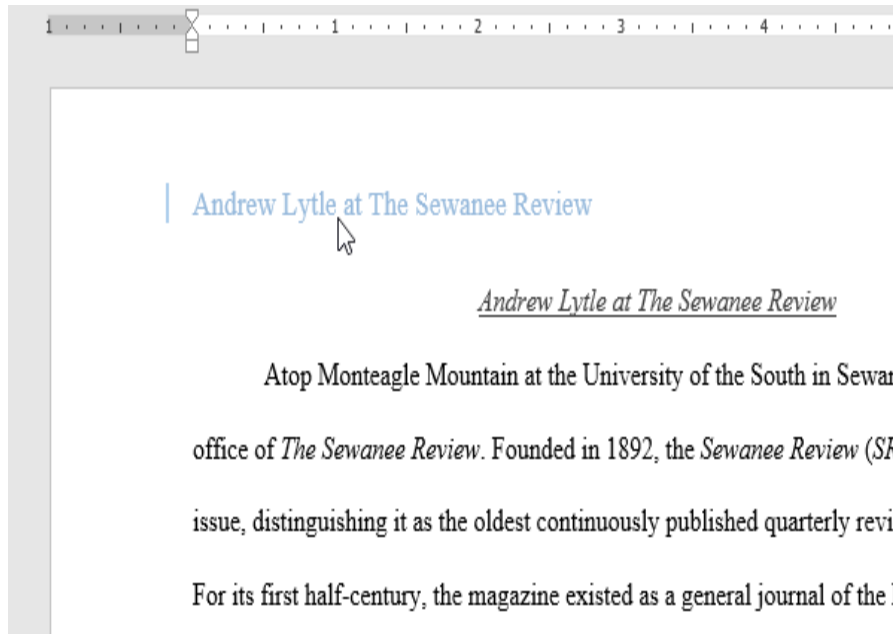 1 1 2 3 4
Andrew Lytle at The Sewanee Review
Andrew Lytle at The Sewanee Review
Atop Monteagle Mountain at the University of the South in
office of The Sewanee Review. Founded in 1892, the Sewanee Review
issue, distinguishing it as the oldest continuously published quarterly
For its first half-century, the magazine existed as a general journal of the